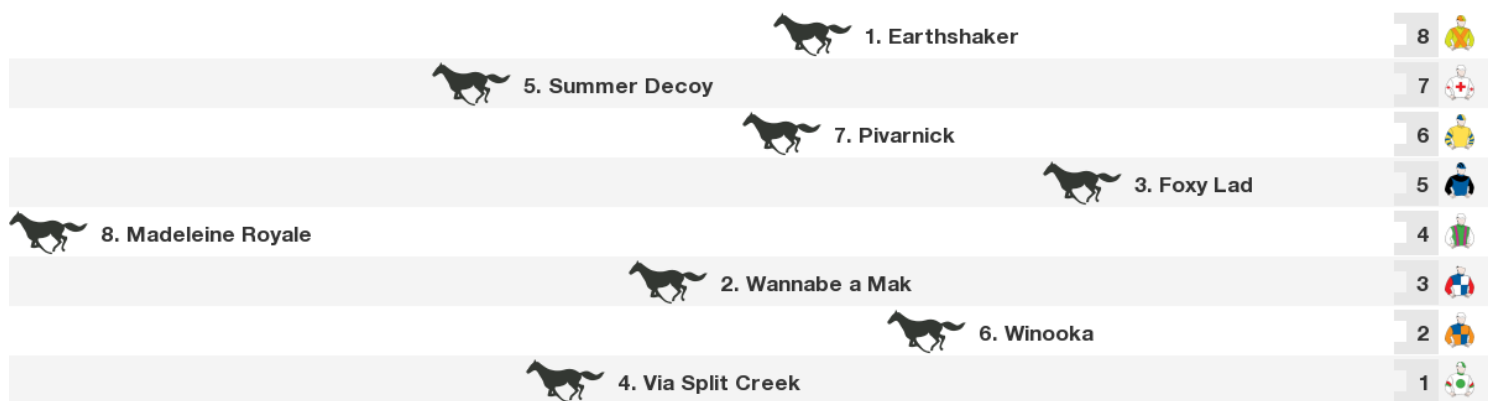 1. Earthshaker 8
5. Summer Decoy 7
7. Pivarnick 6
3. Foxy Lad 5
8. Madeleine Royale 4
2. Wannabe a Mak 3
6. Winooka 2
4. Via Split Creek 1